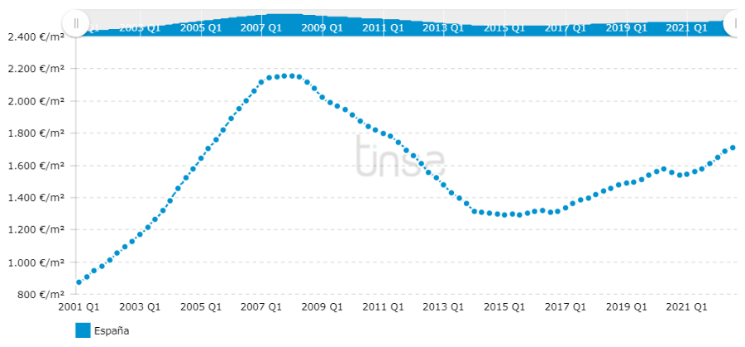 2003 Q1 2005 Q1 2007 Q1 2009 Q1 2011 Q1 2013 Q1 2015 Q1 2017 Q1 2019 Q1 2021 Q1
2.400 €/m²
2.200 €/m²
2.000 €/m²
1.800 €/m²
tinsa
1.600 €/m²
1.400 €/m²
1.200 €/m²
1.000 €/m²
800 €/m²
2001 Q1 2003 Q1 2005 Q1 2007 Q1 2009 Q1 2011 Q1 2013 Q1 2015 Q1 2017 Q1 2019 Q1 2021 Q1
España